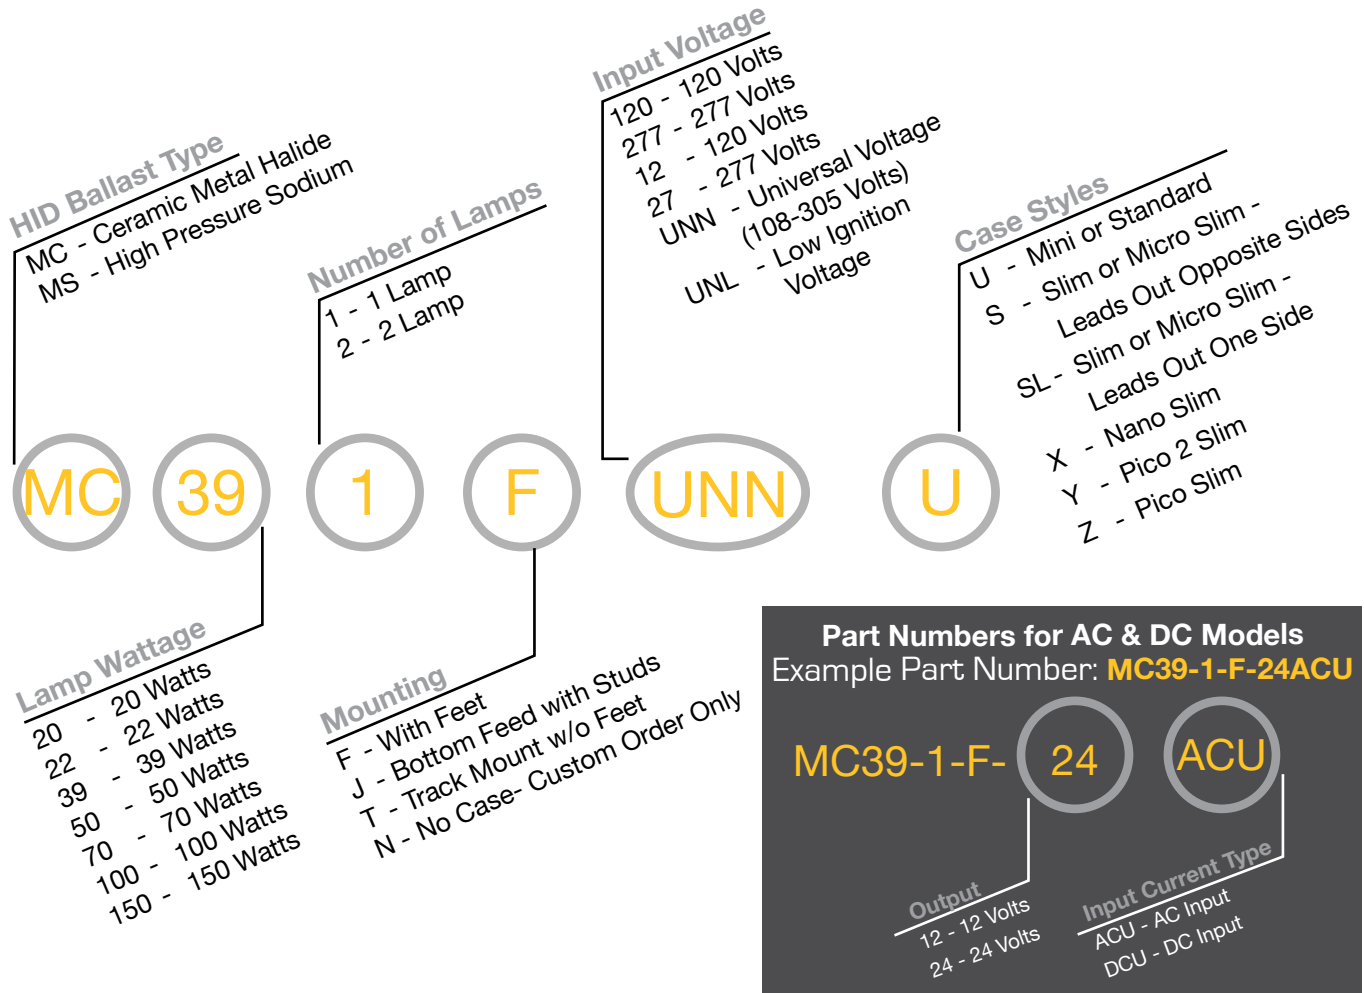 HID Ballast Type
MC - Ceramic Metal Halide
MS - High Pressure Sodium
Number of Lamps
1 - 1 Lamp
2 - 2 Lamp
Input Voltage
120 - 120 Volts
277 - 277 Volts
12 - 120 Volts
27 - 277 Volts
UNN - Universal Voltage
(108-305 Volts)
UNL - Low Ignition
Voltage
Case Styles
U - Mini or Standard
S - Slim or Micro Slim -
Leads Out Opposite Sides
SL - Slim or Micro Slim -
Leads Out One Side
X - Nano Slim
Y - Pico 2 Slim
Z - Pico Slim
MC 39 1 F UNN U
Lamp Wattage
20 - 20 Watts
22 - 22 Watts
39 - 39 Watts
50 - 50 Watts
70 - 70 Watts
100 - 100 Watts
150 - 150 Watts
Mounting
F - With Feet
J - Bottom Feed with Studs
T - Track Mount w/o Feet
N - No Case- Custom Order Only
Part Numbers for AC & DC Models
Example Part Number: MC39-1-F-24ACU
MC39-1-F- 24 ACU
Output
12 - 12 Volts
24 - 24 Volts
Input Current Type
ACU - AC Input
DCU - DC Input